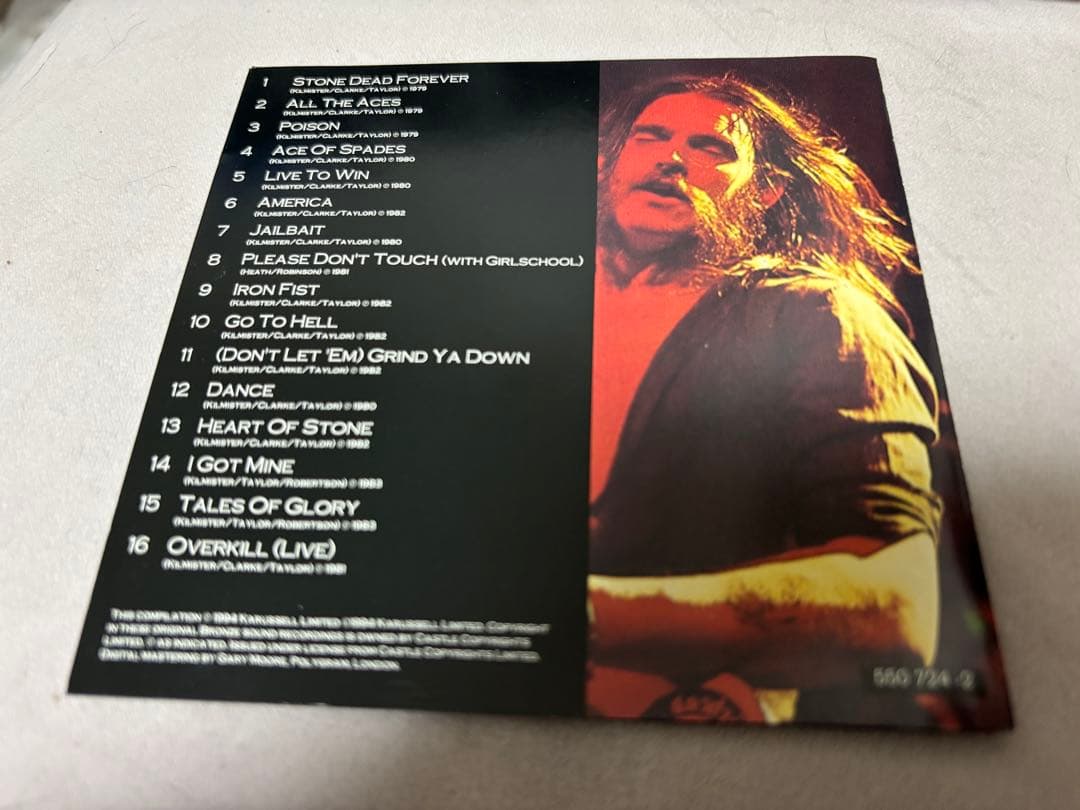 1 STONE DEAD FOREVER
(KILMISTER/CLARKE/TAYLOR) ℗ 1979
2 ALL THE ACES
(KILMISTER/CLARKE/TAYLOR) ℗ 1979
3 POISON
(KILMISTER/CLARKE/TAYLOR) ℗ 1979
4 ACE OF SPADES
(KILMISTER/CLARKE/TAYLOR) ℗ 1980
5 LIVE TO WIN
(KILMISTER/CLARKE/TAYLOR) ℗ 1980
6 AMERICA
(KILMISTER/CLARKE/TAYLOR) ℗ 1982
7 JAILBAIT
(KILMISTER/CLARKE/TAYLOR) ℗ 1980
8 PLEASE DON'T TOUCH (WITH GIRLSCHOOL)
(HEATH/ROBINSON) ℗ 1981
9 IRON FIST
(KILMISTER/CLARKE/TAYLOR) ℗ 1982
10 GO TO HELL
(KILMISTER/CLARKE/TAYLOR) ℗ 1982
11 (DON'T LET 'EM) GRIND YA DOWN
(KILMISTER/CLARKE/TAYLOR) ℗ 1982
12 DANCE
(KILMISTER/CLARKE/TAYLOR) ℗ 1980
13 HEART OF STONE
(KILMISTER/CLARKE/TAYLOR) ℗ 1982
14 I GOT MINE
(KILMISTER/TAYLOR/ROBERTSON) ℗ 1983
15 TALES OF GLORY
(KILMISTER/TAYLOR/ROBERTSON) ℗ 1983
16 OVERKILL (LIVE)
(KILMISTER/CLARKE/TAYLOR) ℗ 1981
THIS COMPILATION ℗ 1994 KARUSSELL LIMITED ©1994 KARUSSELL LIMITED. COPYRIGHT
IN THESE ORIGINAL BRONZE SOUND RECORDINGS IS OWNED BY CASTLE COPYRIGHTS
LIMITED, ℗ AS INDICATED. ISSUED UNDER LICENSE FROM CASTLE COPYRIGHTS LIMITED.
DIGITAL MASTERING BY GARY MOORE, POLYGRAM, LONDON.
550 724-2